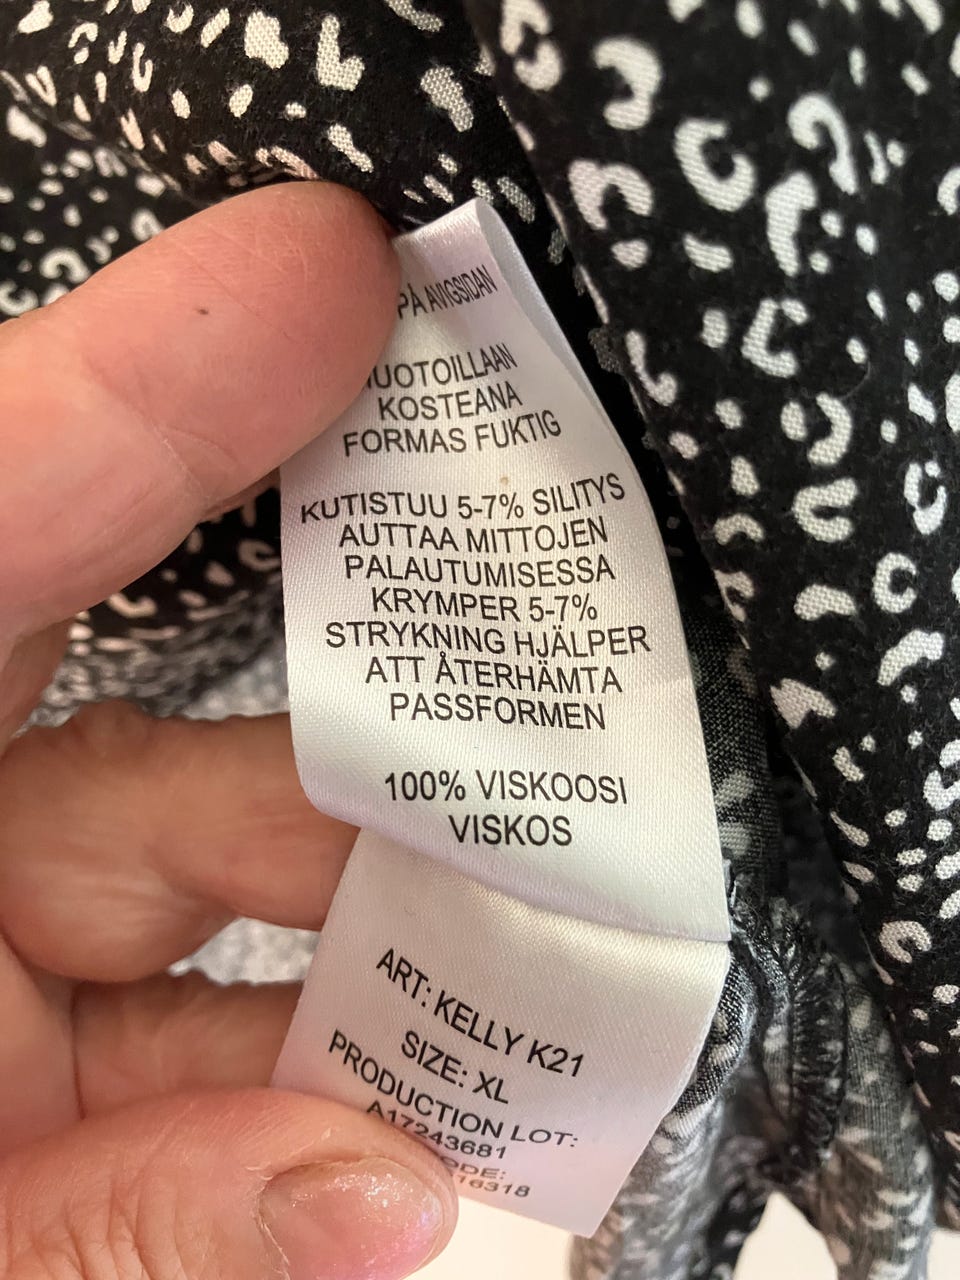 PÅ AVIGSIDAN
KOSTEANA
FORMAS FUKTIG
KUTISTUU 5-7% SILITYS
AUTTAA MITTOJEN
PALAUTUMISESSA
KRYMPER 5-7%
STRYKNING HJÄLPER
ATT ÅTERHÄMTA
PASSFORMEN
100% VISKOOSI
VISKOS
ART: KELLY K21
SIZE: XL
PRODUCTION LOT:
A17243681